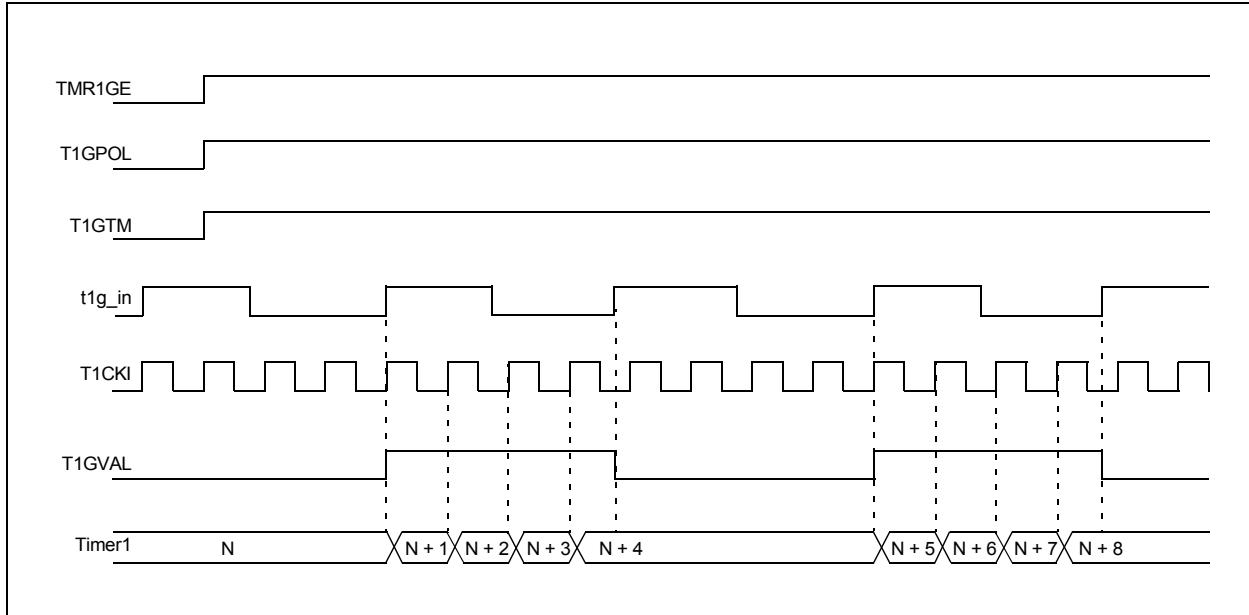 TMR1GE
T1GPOL
T1GTM
t1g_in
T1CKI
T1GVAL
Timer1 N N + 1 N + 2 N + 3 N + 4 N + 5 N + 6 N + 7 N + 8